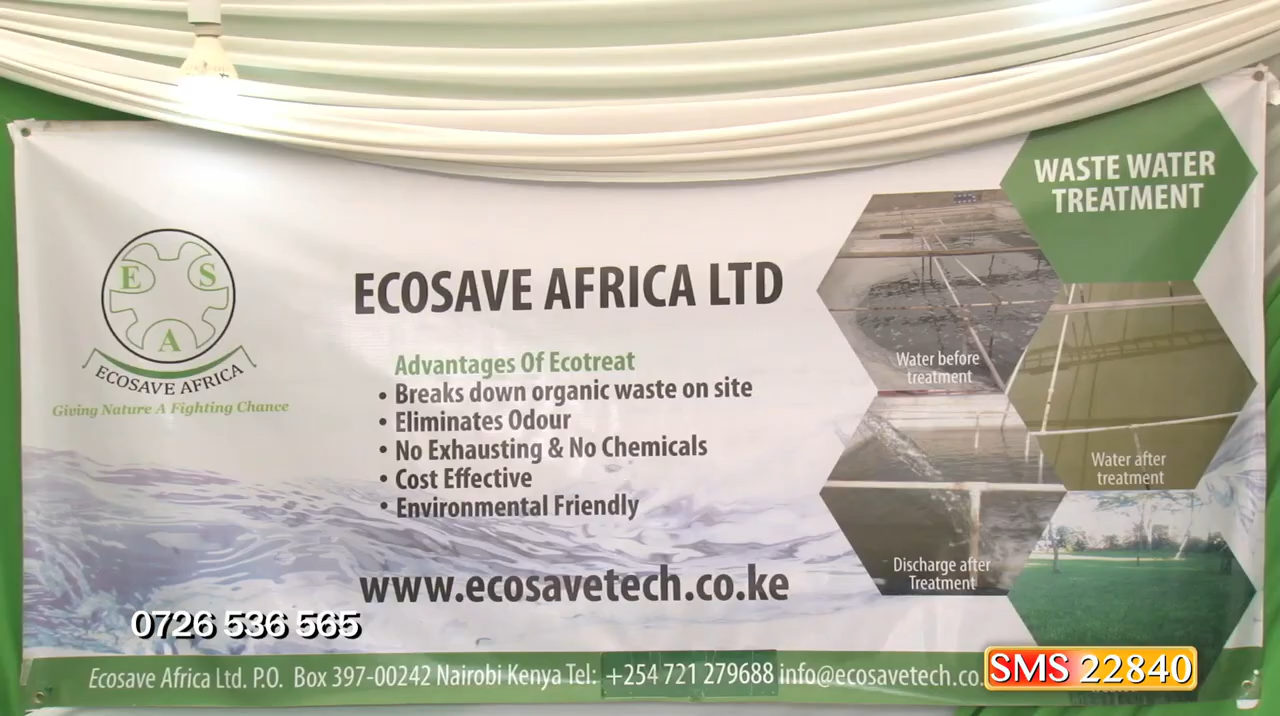 WASTE WATER
TREATMENT
E S
A
ECOSAVE AFRICA
Giving Nature A Fighting Chance
ECOSAVE AFRICA LTD
Advantages Of Ecotreat
• Breaks down organic waste on site
• Eliminates Odour
• No Exhausting & No Chemicals
• Cost Effective
• Environmental Friendly
www.ecosavetech.co.ke
Water before
treatment
Water after
treatment
Discharge after
Treatment
0726 536 565
Ecosave Africa Ltd. P.O. Box 397-00242 Nairobi Kenya Tel: +254 721 279688 info@ecosavetech.co.
SMS 22840